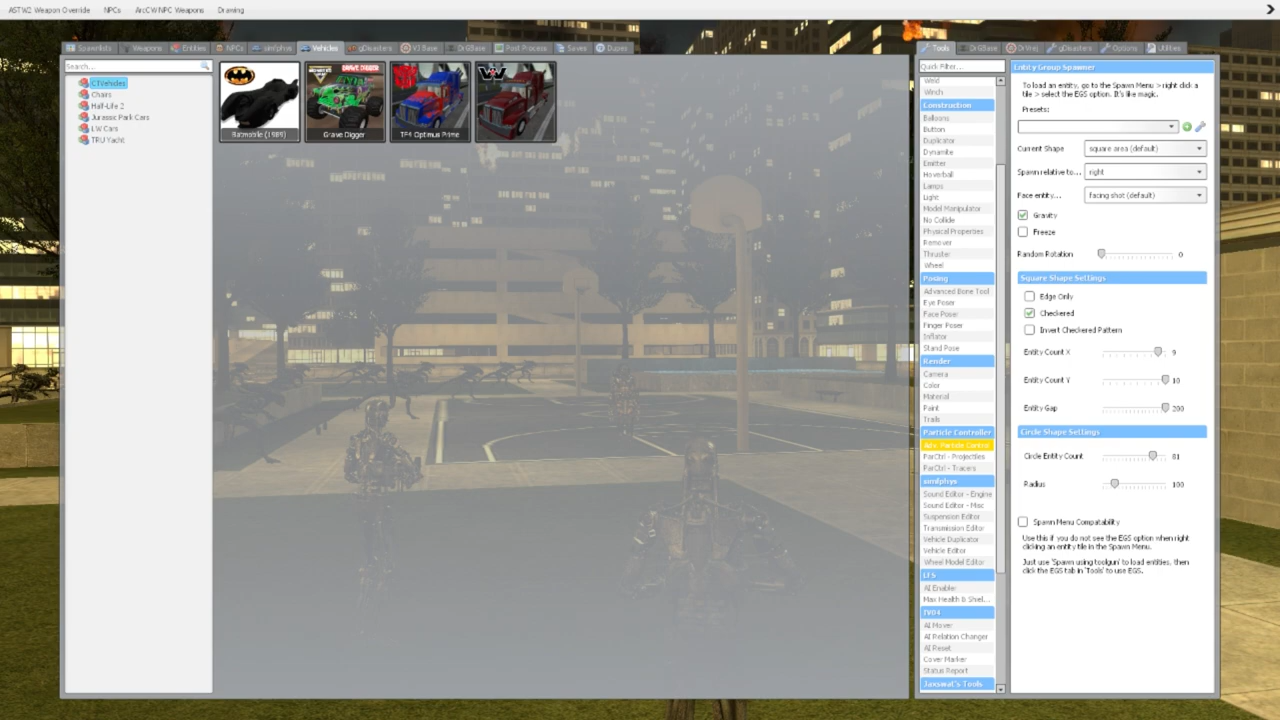 ASTW2 Weapon Override NPCs ArcCW NPC Weapons Drawing
Spawnlists Weapons Entities NPCs simfphys Vehicles gDisasters VJ Base DrGBase Post Process Saves Dupes
Search...
CTVehicles
Chairs
Half-Life 2
Jurassic Park Cars
LW Cars
TRU Yacht
GRAVE DIGGER
Batmobile (1989)
Grave Digger
TF4 Optimus Prime
Tools DrGBase DrVrej gDisasters Options Utilities
Quick Filter...
Weld
Winch
Construction
Balloons
Button
Duplicator
Dynamite
Emitter
Hoverball
Lamps
Light
Model Manipulator
No Collide
Physical Properties
Remover
Thruster
Wheel
Posing
Advanced Bone Tool
Eye Poser
Face Poser
Finger Poser
Inflator
Stand Pose
Render
Camera
Color
Material
Paint
Trails
Particle Controller
Adv. Particle Control
ParCtrl - Projectiles
ParCtrl - Tracers
simfphys
Sound Editor - Engine
Sound Editor - Misc
Suspension Editor
Transmission Editor
Vehicle Duplicator
Vehicle Editor
Wheel Model Editor
LFS
AI Enabler
Max Health & Shiel...
IV04
AI Mover
AI Relation Changer
AI Reset
Cover Marker
Status Report
Jaxswat's Tools
Entity Group Spawner
To load an entity, go to the Spawn Menu > right click a
tile > select the EGS option. It's like magic.
Presets:
Current Shape square area (default)
Spawn relative to... right
Face entity... facing shot (default)
Gravity
Freeze
Random Rotation 0
Square Shape Settings
Edge Only
Checkered
Invert Checkered Pattern
Entity Count X 9
Entity Count Y 10
Entity Gap 200
Circle Shape Settings
Circle Entity Count 81
Radius 100
Spawn Menu Compatability
Use this if you do not see the EGS option when right
clicking an entity tile in the Spawn Menu.
Just use 'Spawn using toolgun' to load entities, then
click the EGS tab in 'Tools' to use EGS.